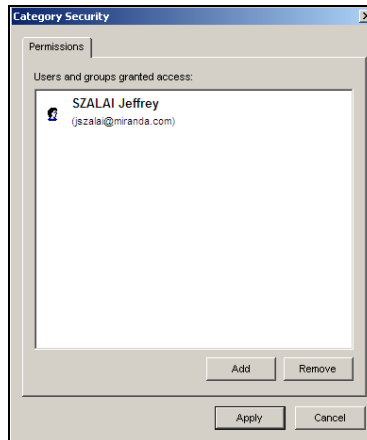 Category Security
Permissions
Users and groups granted access:
SZALAI Jeffrey
(jszalai@miranda.com)
Add Remove
Apply Cancel